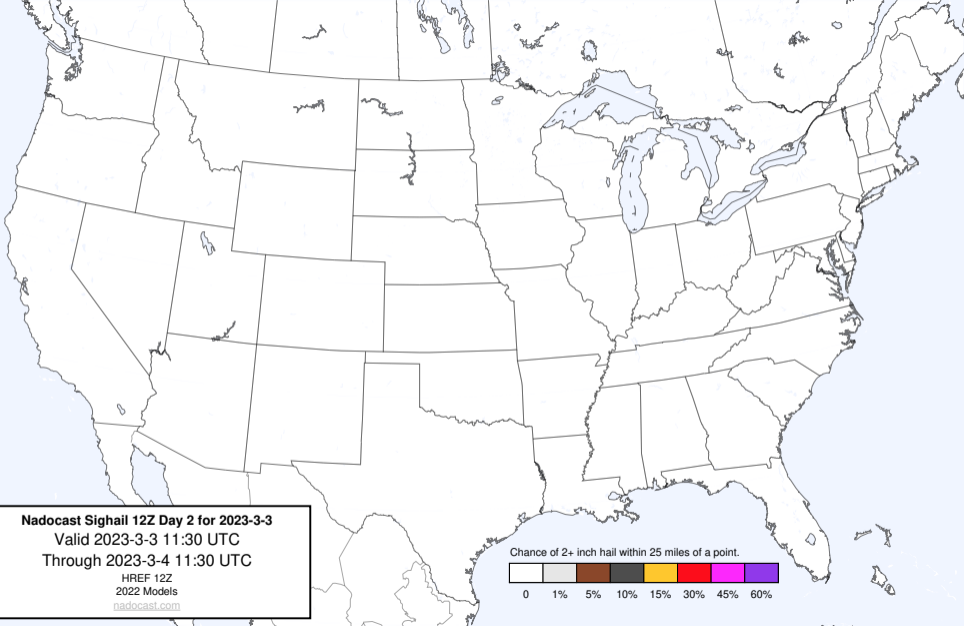 Nadocast Sighail 12Z Day 2 for 2023-3-3
Valid 2023-3-3 11:30 UTC
Through 2023-3-4 11:30 UTC
HREF 12Z
2022 Models
nadocast.com
Chance of 2+ inch hail within 25 miles of a point.
0 1% 5% 10% 15% 30% 45% 60%